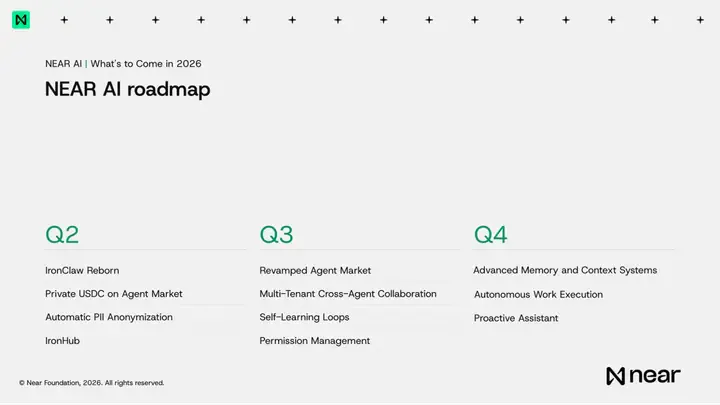 NEAR AI | What's to Come in 2026
NEAR AI roadmap
Q2
IronClaw Reborn
Private USDC on Agent Market
Automatic PII Anonymization
IronHub
Q3
Revamped Agent Market
Multi-Tenant Cross-Agent Collaboration
Self-Learning Loops
Permission Management
Q4
Advanced Memory and Context Systems
Autonomous Work Execution
Proactive Assistant
© Near Foundation, 2026. All rights reserved.
near